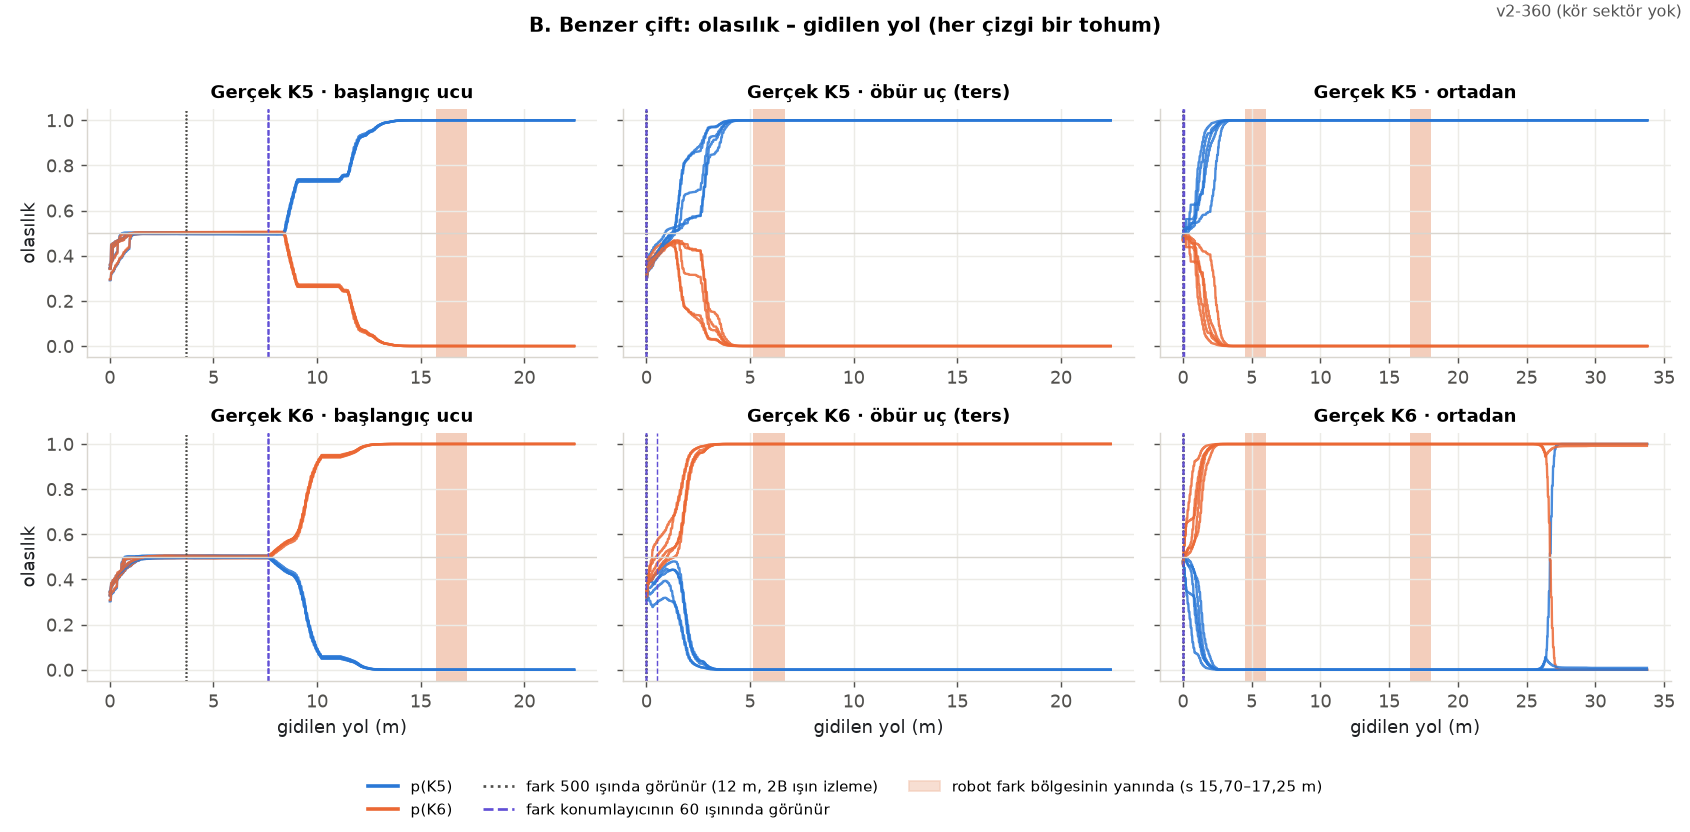 v2-360 (kör sektör yok)
B. Benzer çift: olasılık – gidilen yol (her çizgi bir tohum)
Gerçek K5 · başlangıç ucu
Gerçek K5 · öbür uç (ters)
Gerçek K5 · ortadan
olasılık
1.0
0.8
0.6
0.4
0.2
0.0
0 5 10 15 20
0 5 10 15 20
0 5 10 15 20 25 30 35
Gerçek K6 · başlangıç ucu
Gerçek K6 · öbür uç (ters)
Gerçek K6 · ortadan
olasılık
1.0
0.8
0.6
0.4
0.2
0.0
0 5 10 15 20
0 5 10 15 20
0 5 10 15 20 25 30 35
gidilen yol (m)
gidilen yol (m)
gidilen yol (m)
p(K5)
p(K6)
fark 500 ışında görünür (12 m, 2B ışın izleme)
fark konumlayıcının 60 ışınında görünür
robot fark bölgesinin yanında (s 15,70–17,25 m)